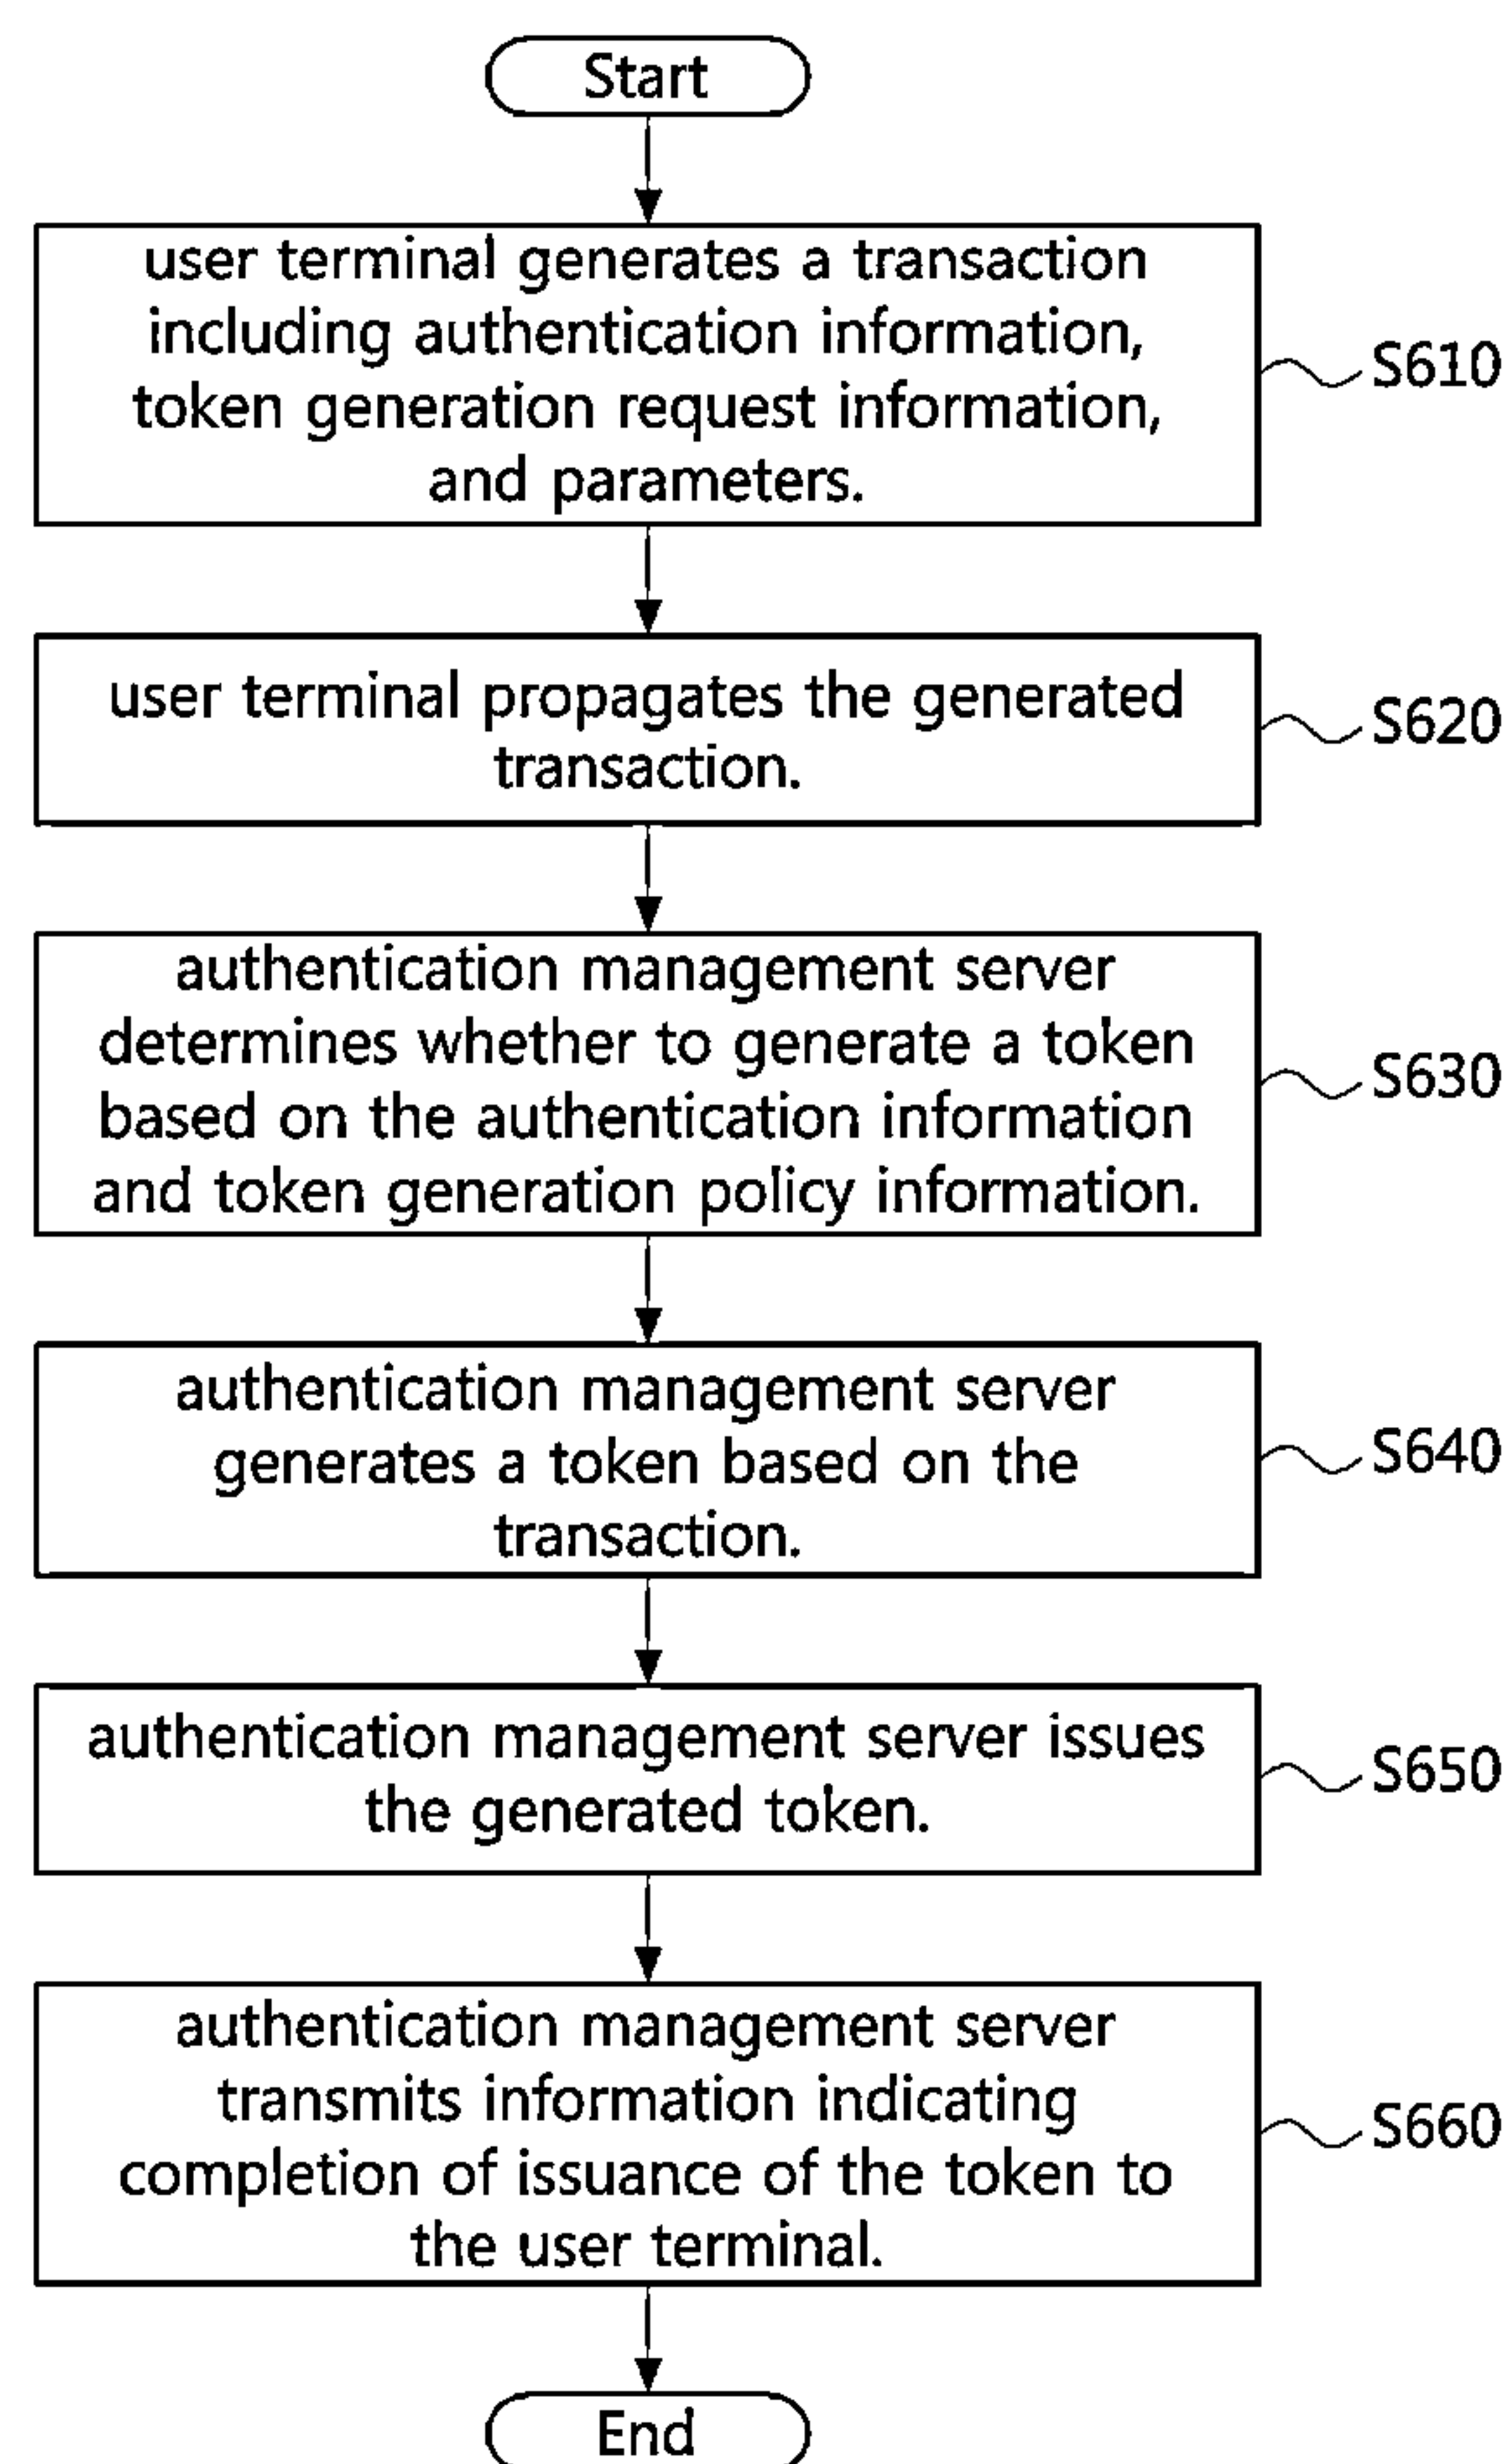 Start
user terminal generates a transaction
including authentication information,
token generation request information,
and parameters.
S610
user terminal propagates the generated
transaction.
S620
authentication management server
determines whether to generate a token
based on the authentication information
and token generation policy information.
S630
authentication management server
generates a token based on the
transaction.
S640
authentication management server issues
the generated token.
S650
authentication management server
transmits information indicating
completion of issuance of the token to
the user terminal.
S660
End